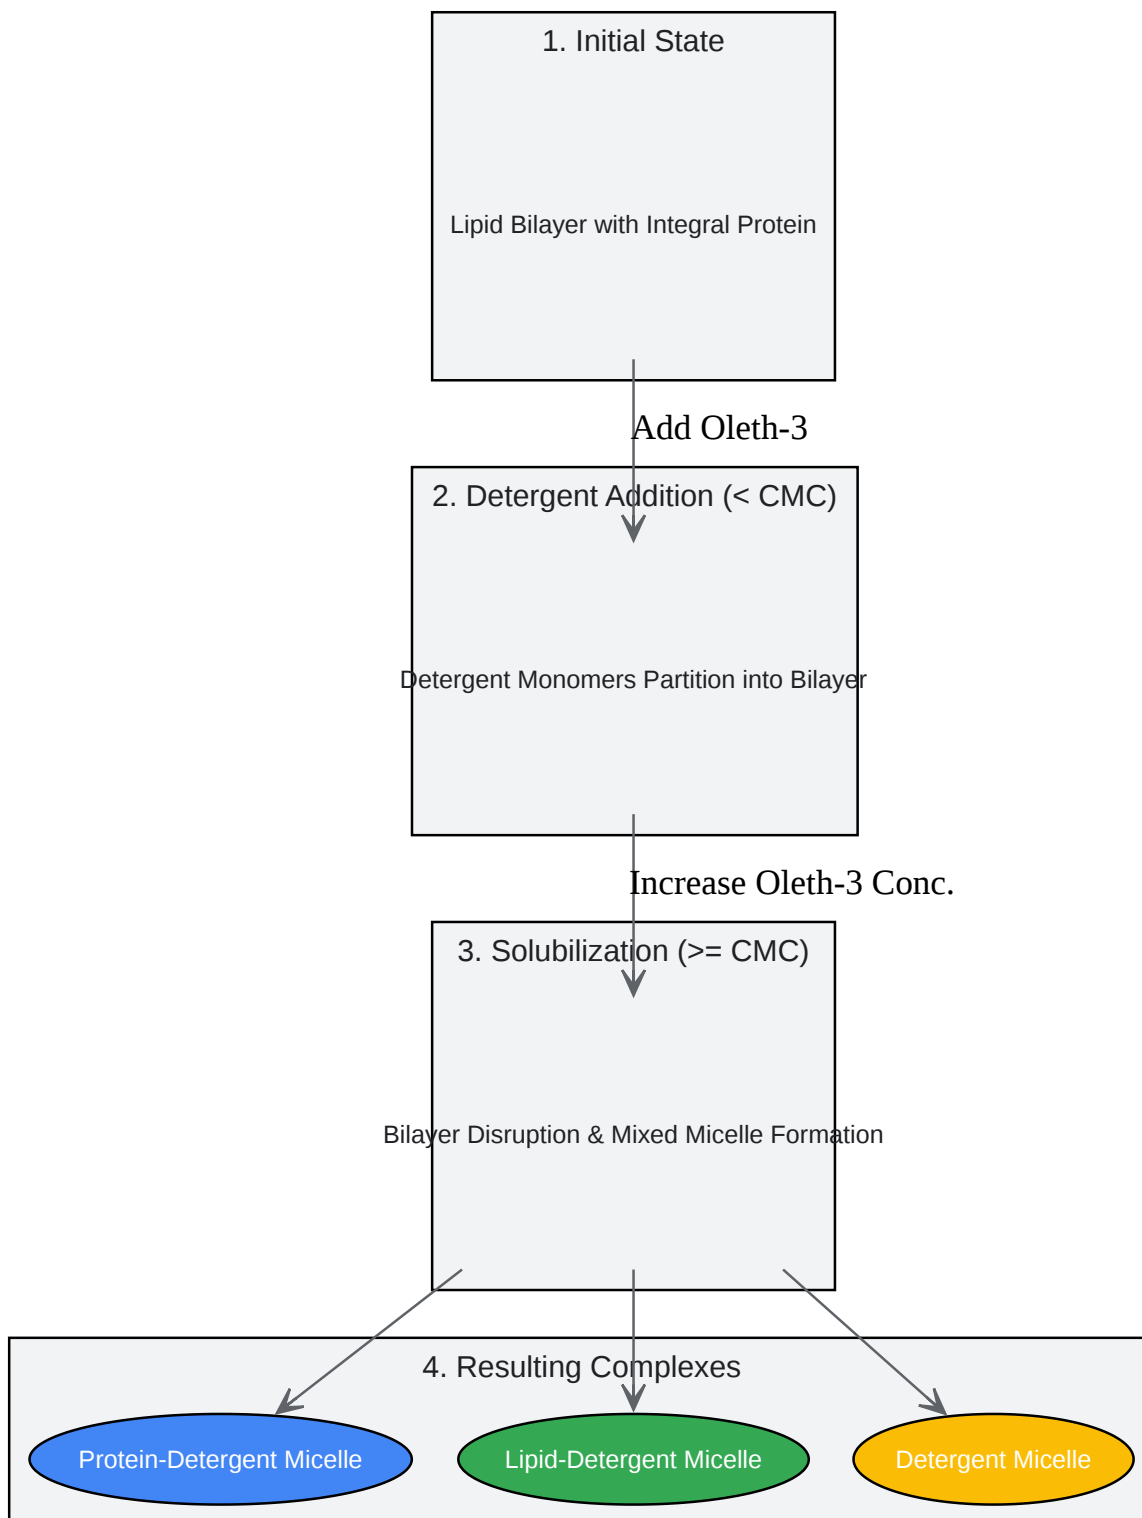 1. Initial State
Lipid Bilayer with Integral Protein
Add Oleth-3
2. Detergent Addition (< CMC)
Detergent Monomers Partition into Bilayer
Increase Oleth-3 Conc.
3. Solubilization (>= CMC)
Bilayer Disruption & Mixed Micelle Formation
4. Resulting Complexes
Protein-Detergent Micelle
Lipid-Detergent Micelle
Detergent Micelle